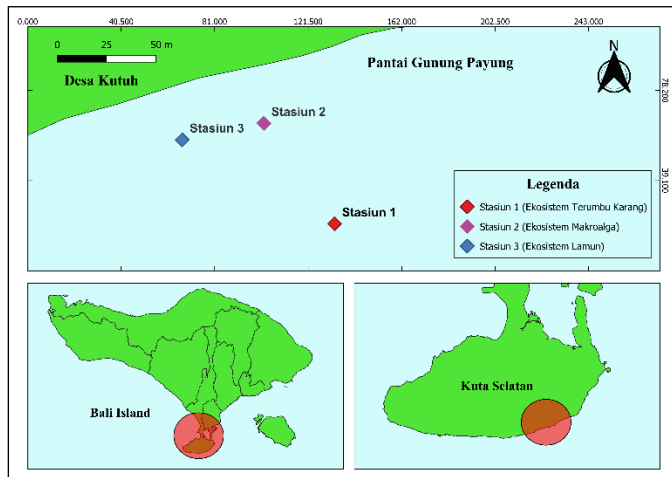 0.000 40.500 81.000 121.500 162.000 202.500 243.000
0 25 50 m
Desa Kutuh
Pantai Gunung Payung
N
78.200
Stasiun 2
Stasiun 3
39.100
Stasiun 1
Legenda
Stasiun 1 (Ekosistem Terumbu Karang)
Stasiun 2 (Ekosistem Makroalga)
Stasiun 3 (Ekosistem Lamun)
Bali Island
Kuta Selatan